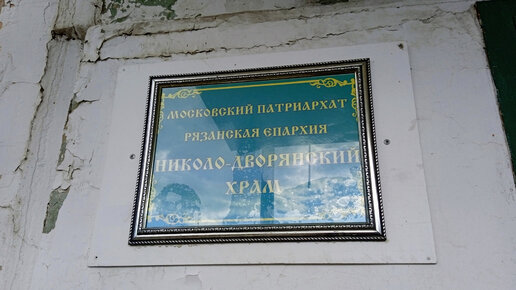 МОСКОВСКИЙ ПАТРИАРХАТ
РЯЗАНСКАЯ ЕПАРХИЯ
НИКОЛО-ДВОРЯНСКИЙ
ХРАМ